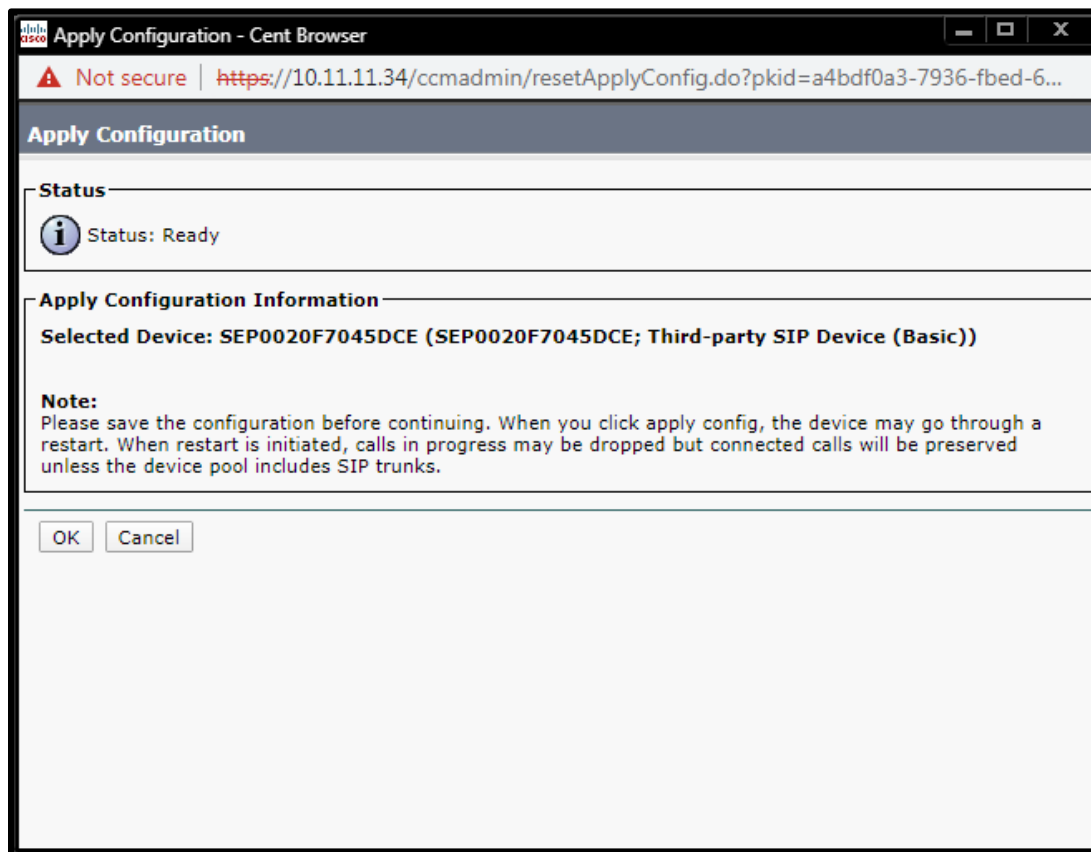 cisco Apply Configuration - Cent Browser
Not secure | https://10.11.11.34/ccmadmin/resetApplyConfig.do?pkid=a4bdf0a3-7936-fbed-6...
Apply Configuration
Status
Status: Ready
Apply Configuration Information
Selected Device: SEP0020F7045DCE (SEP0020F7045DCE; Third-party SIP Device (Basic))
Note:
Please save the configuration before continuing. When you click apply config, the device may go through a
restart. When restart is initiated, calls in progress may be dropped but connected calls will be preserved
unless the device pool includes SIP trunks.
OK Cancel